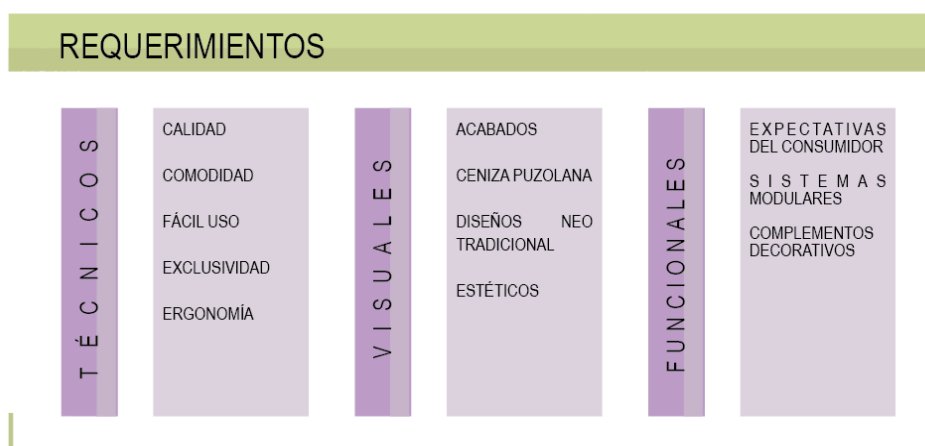 REQUERIMIENTOS
TÉCNICOS
CALIDAD
COMODIDAD
FÁCIL USO
EXCLUSIVIDAD
ERGONOMÍA
VISUALES
ACABADOS
CENIZA PUZOLANA
DISEÑOS NEO
TRADICIONAL
ESTÉTICOS
FUNCIONALES
EXPECTATIVAS
DEL CONSUMIDOR
SISTEMAS
MODULARES
COMPLEMENTOS
DECORATIVOS